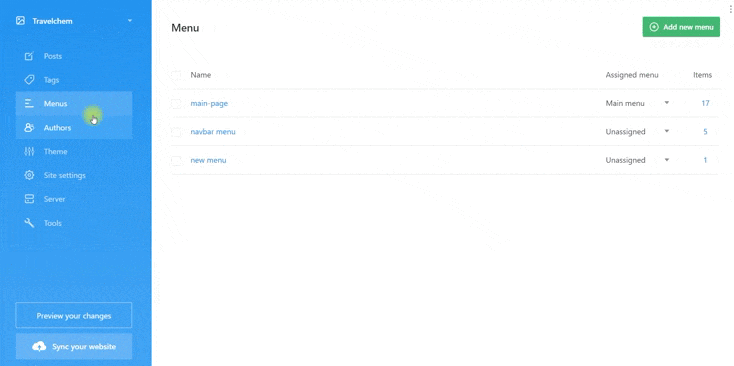 Travelchem
Posts
Tags
Menus
Authors
Theme
Site settings
Server
Tools
Preview your changes
Sync your website
Menu
Add new menu
Name Assigned menu Items
main-page Main menu 17
navbar menu Unassigned 5
new menu Unassigned 1